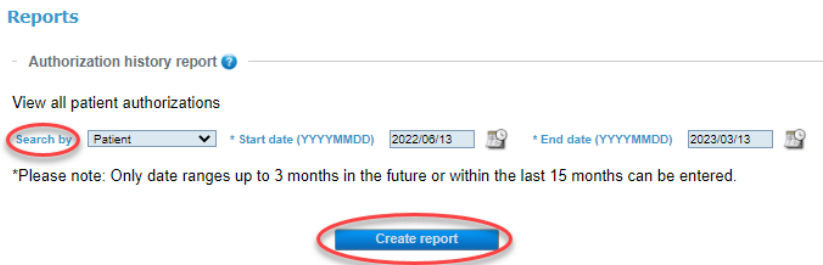 Reports
Authorization history report ?
View all patient authorizations
Search by Patient * Start date (YYYYMMDD) 2022/06/13 * End date (YYYYMMDD) 2023/03/13
*Please note: Only date ranges up to 3 months in the future or within the last 15 months can be entered.
Create report